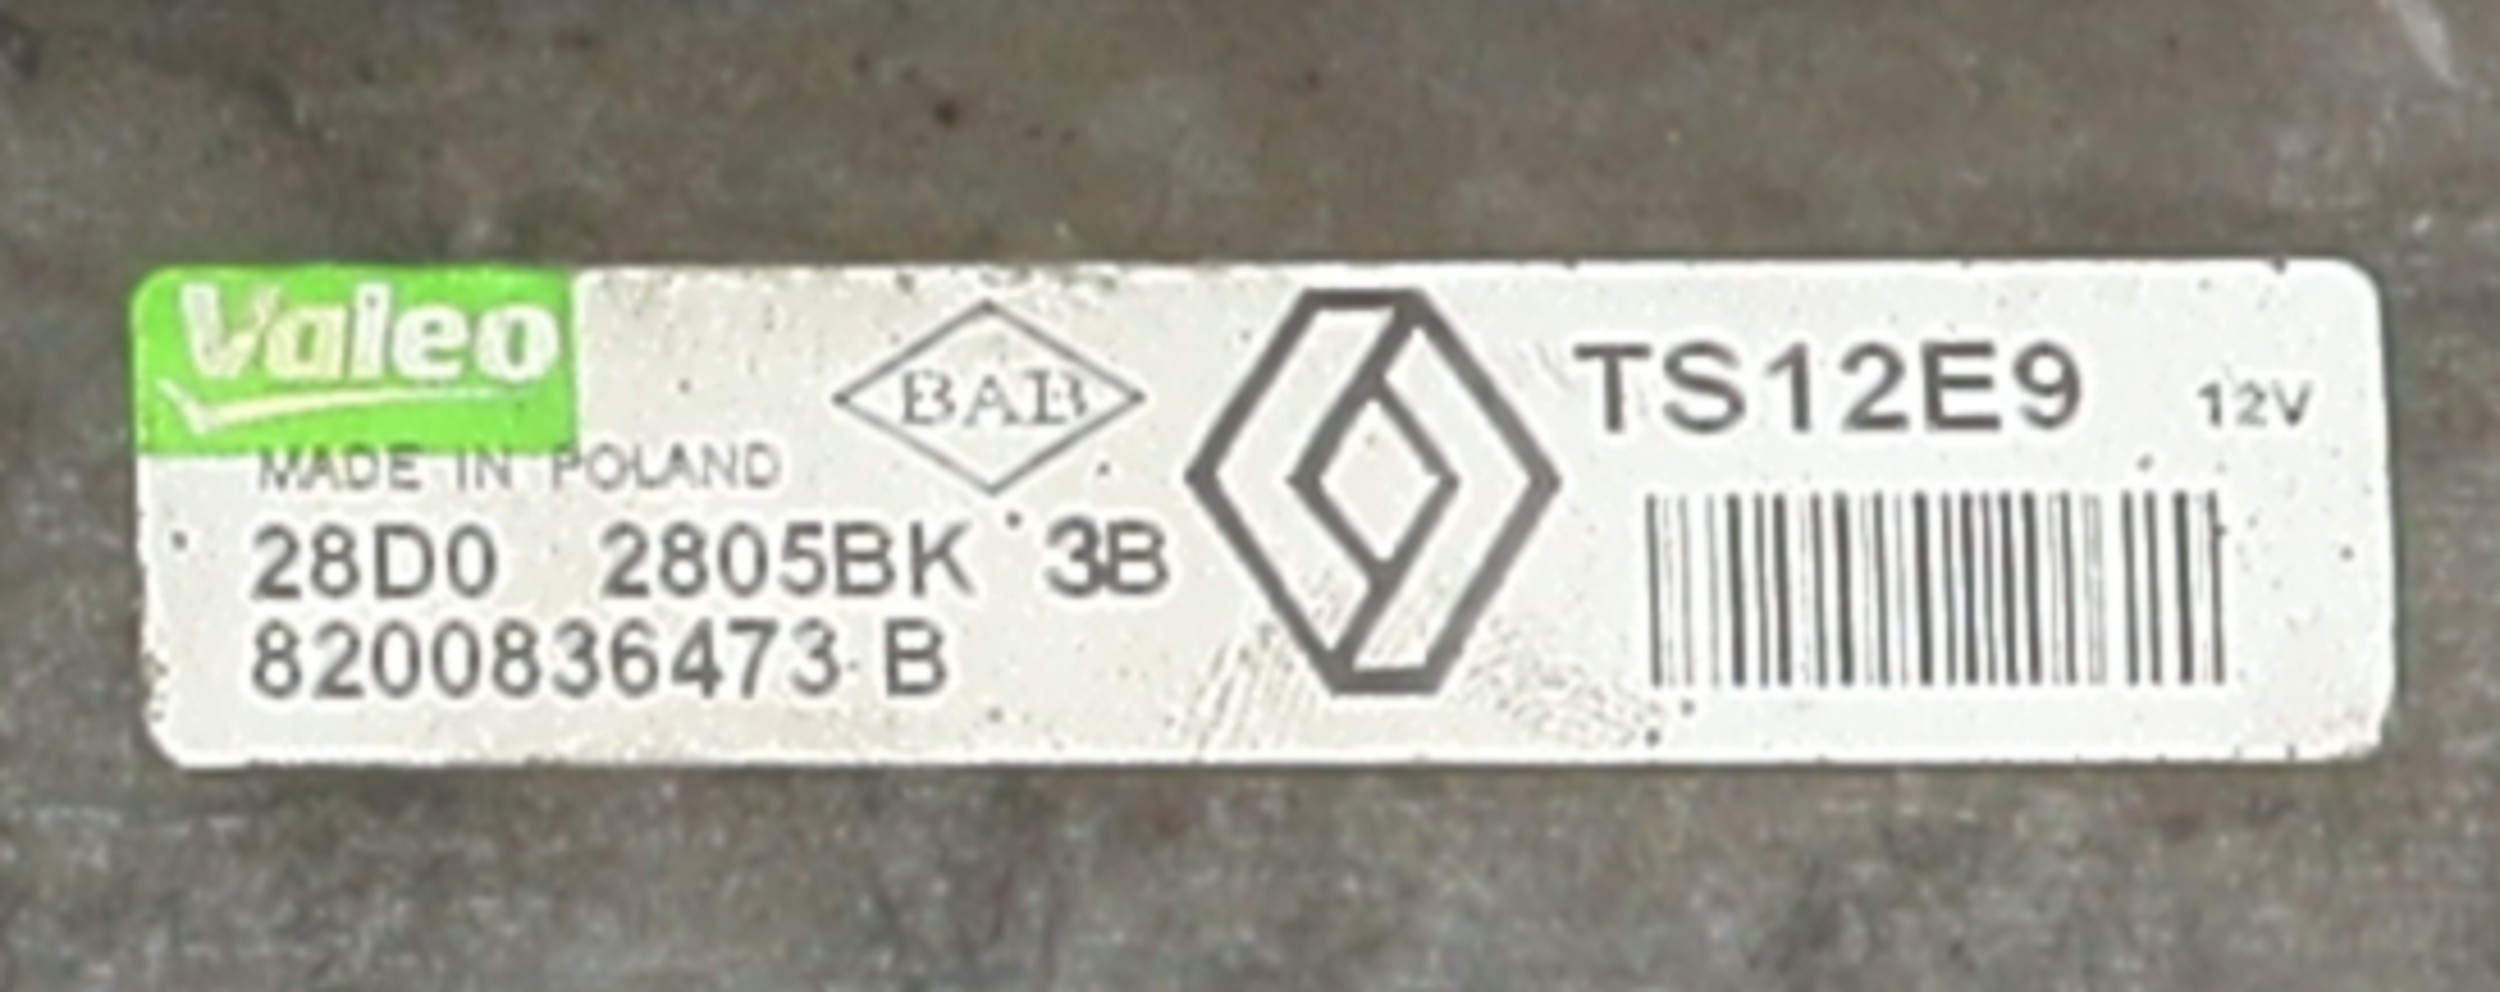 Valeo
MADE IN POLAND
BAB
28D0 2805BK 3B
8200836473 B
TS12E9 12V